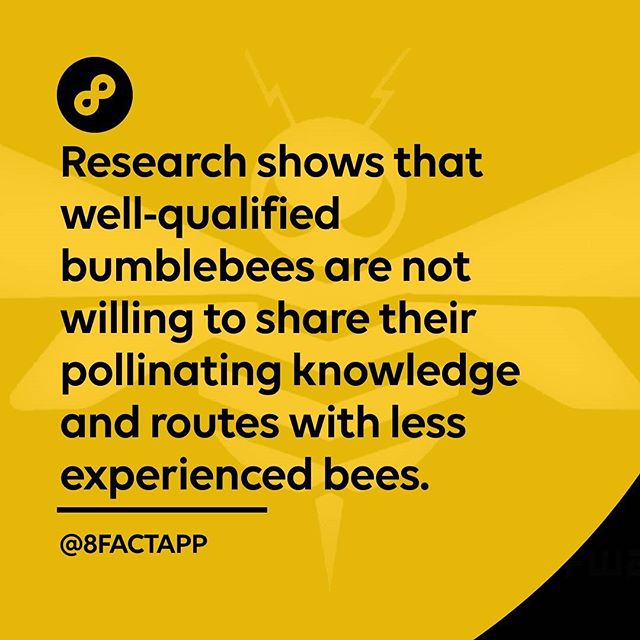 Research shows that
well-qualified
bumblebees are not
willing to share their
pollinating knowledge
and routes with less
experienced bees.
@8FACTAPP